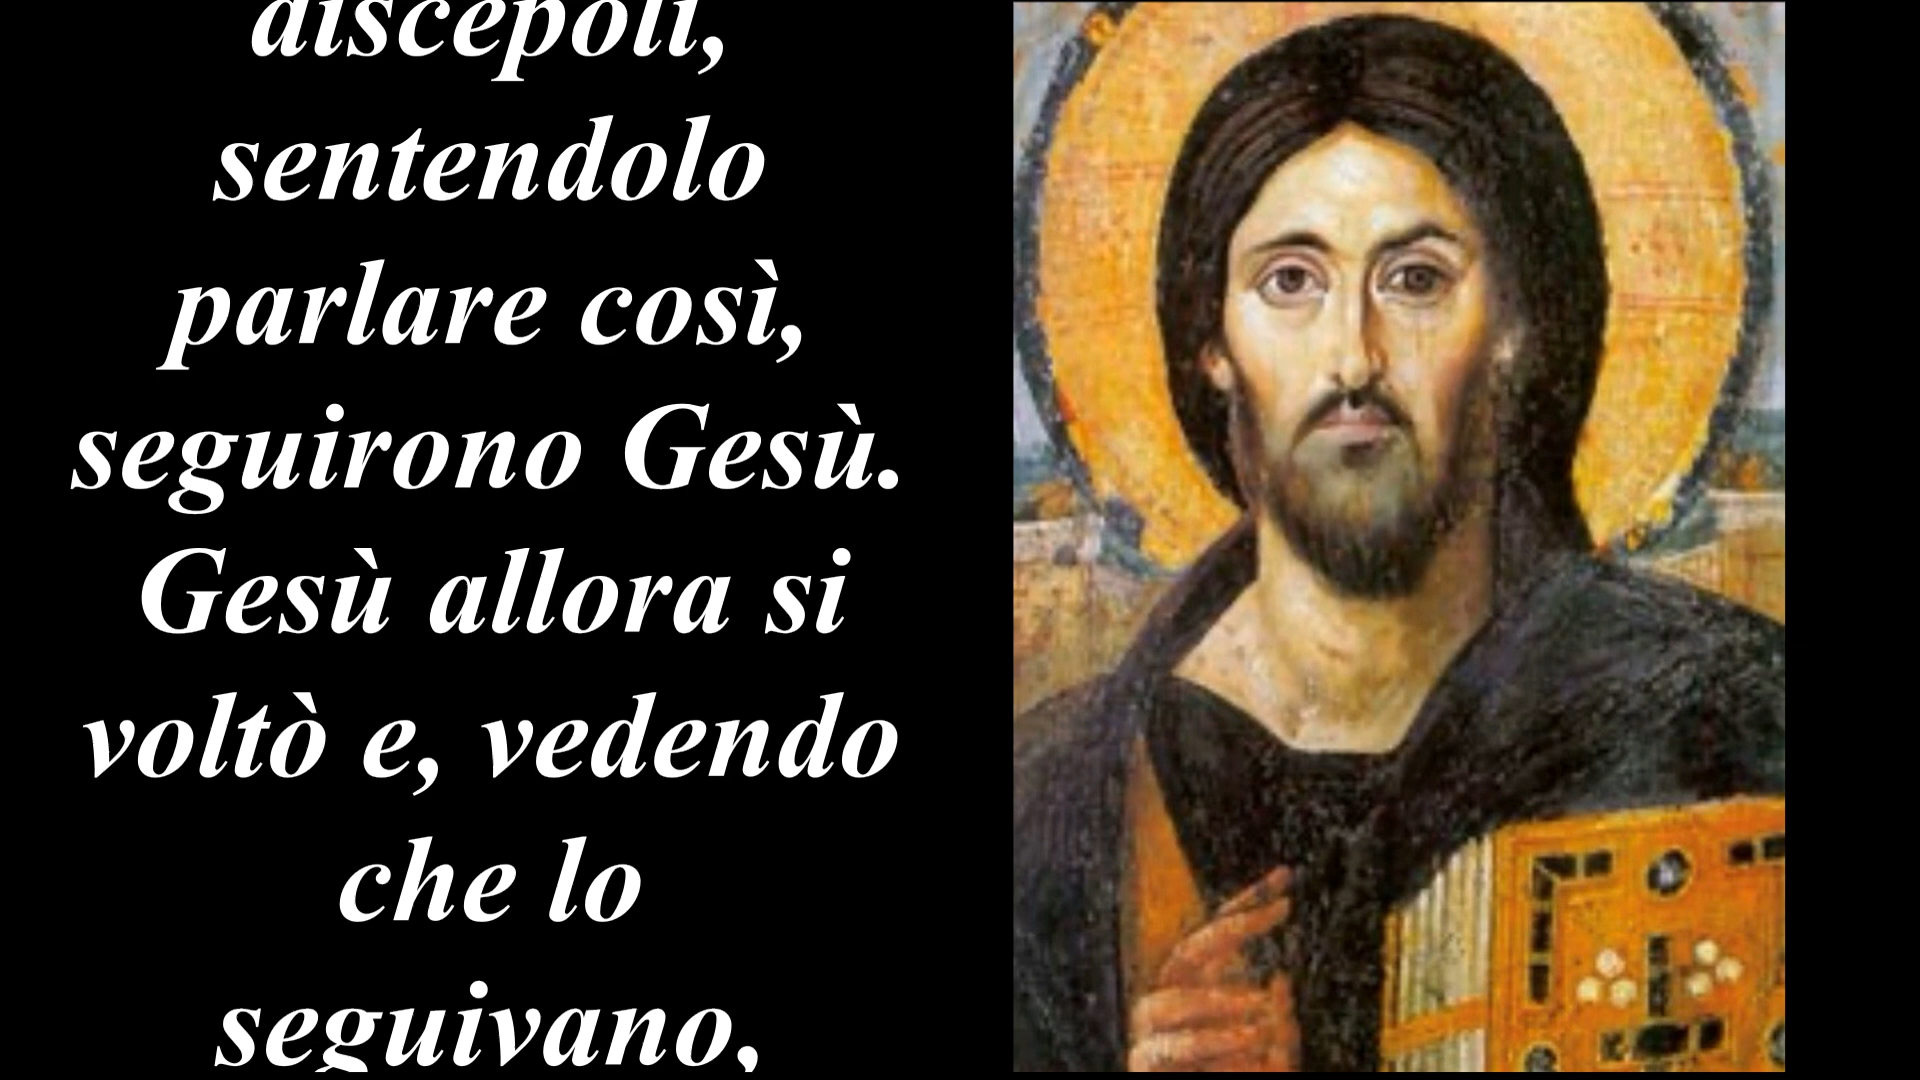 discepoli,
sentendolo
parlare così,
seguirono Gesù.
Gesù allora si
voltò e, vedendo
che lo
seguivano,